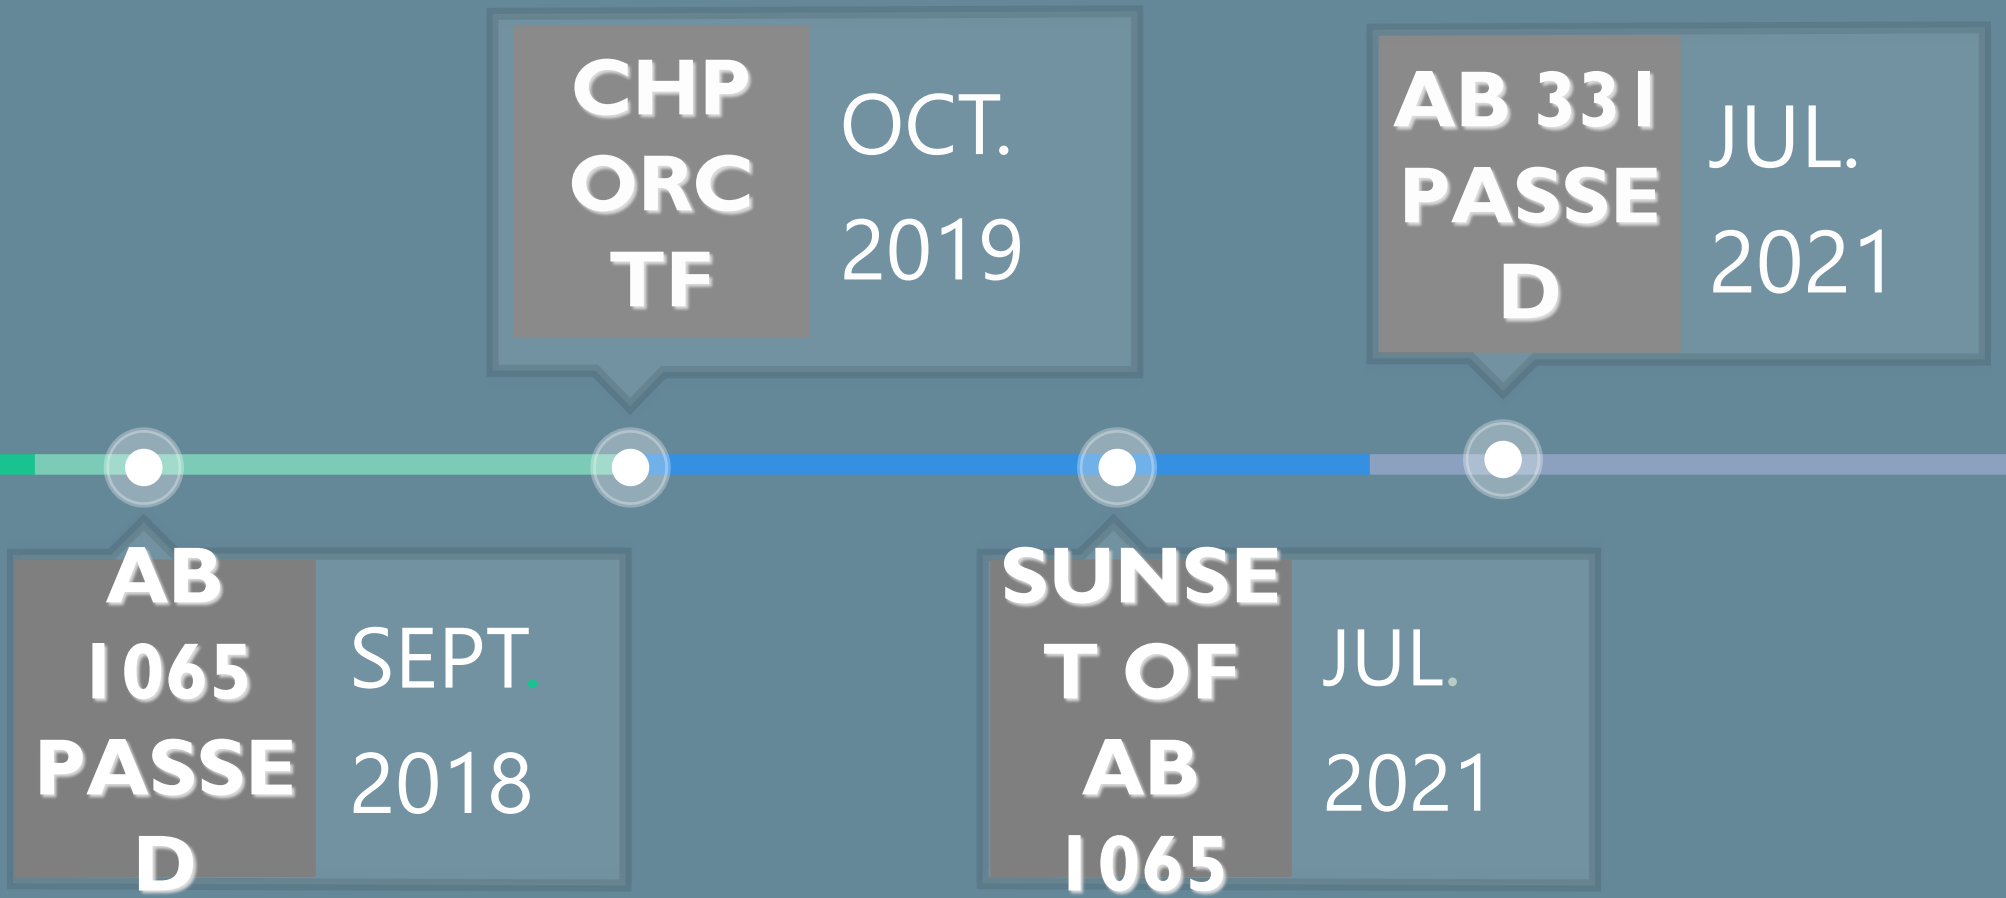 CHP
ORC
TF
OCT.
2019
AB 331
PASSE
D
JUL.
2021
AB
1065
PASSE
D
SEPT.
2018
SUNSE
T OF
AB
1065
JUL.
2021